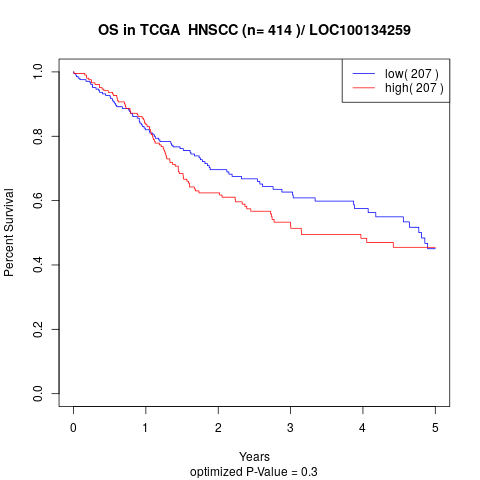 OS in TCGA  HNSCC (n= 414 )/ LOC100134259
low( 207 )
high( 207 )
Percent Survival
1.0
0.8
0.6
0.4
0.2
0.0
0 1 2 3 4 5
Years
optimized P-Value = 0.3